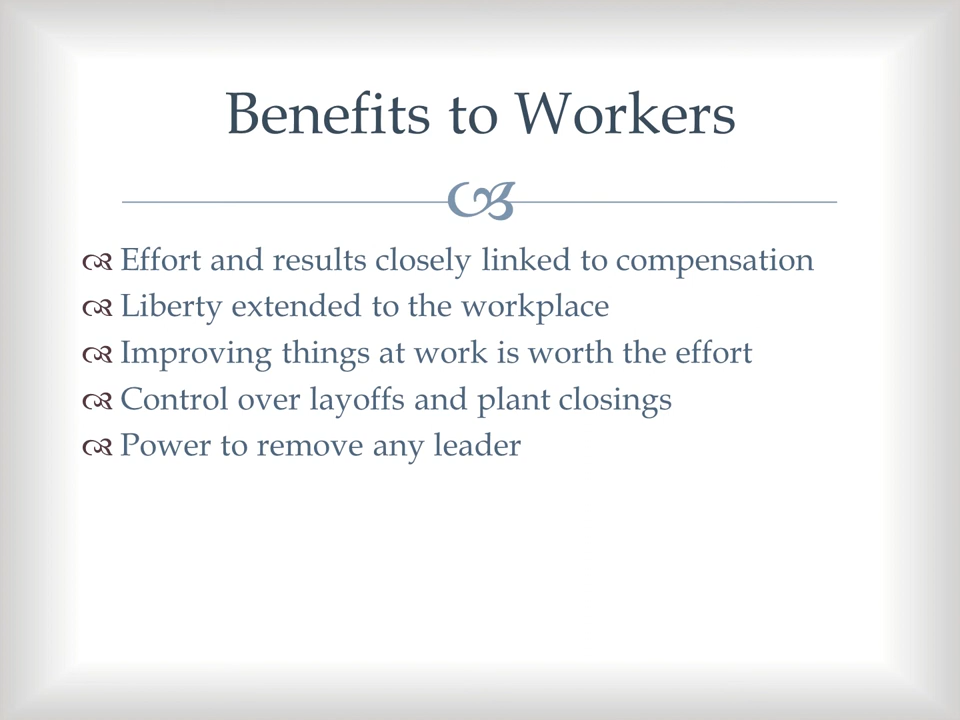 Benefits to Workers
Effort and results closely linked to compensation
Liberty extended to the workplace
Improving things at work is worth the effort
Control over layoffs and plant closings
Power to remove any leader